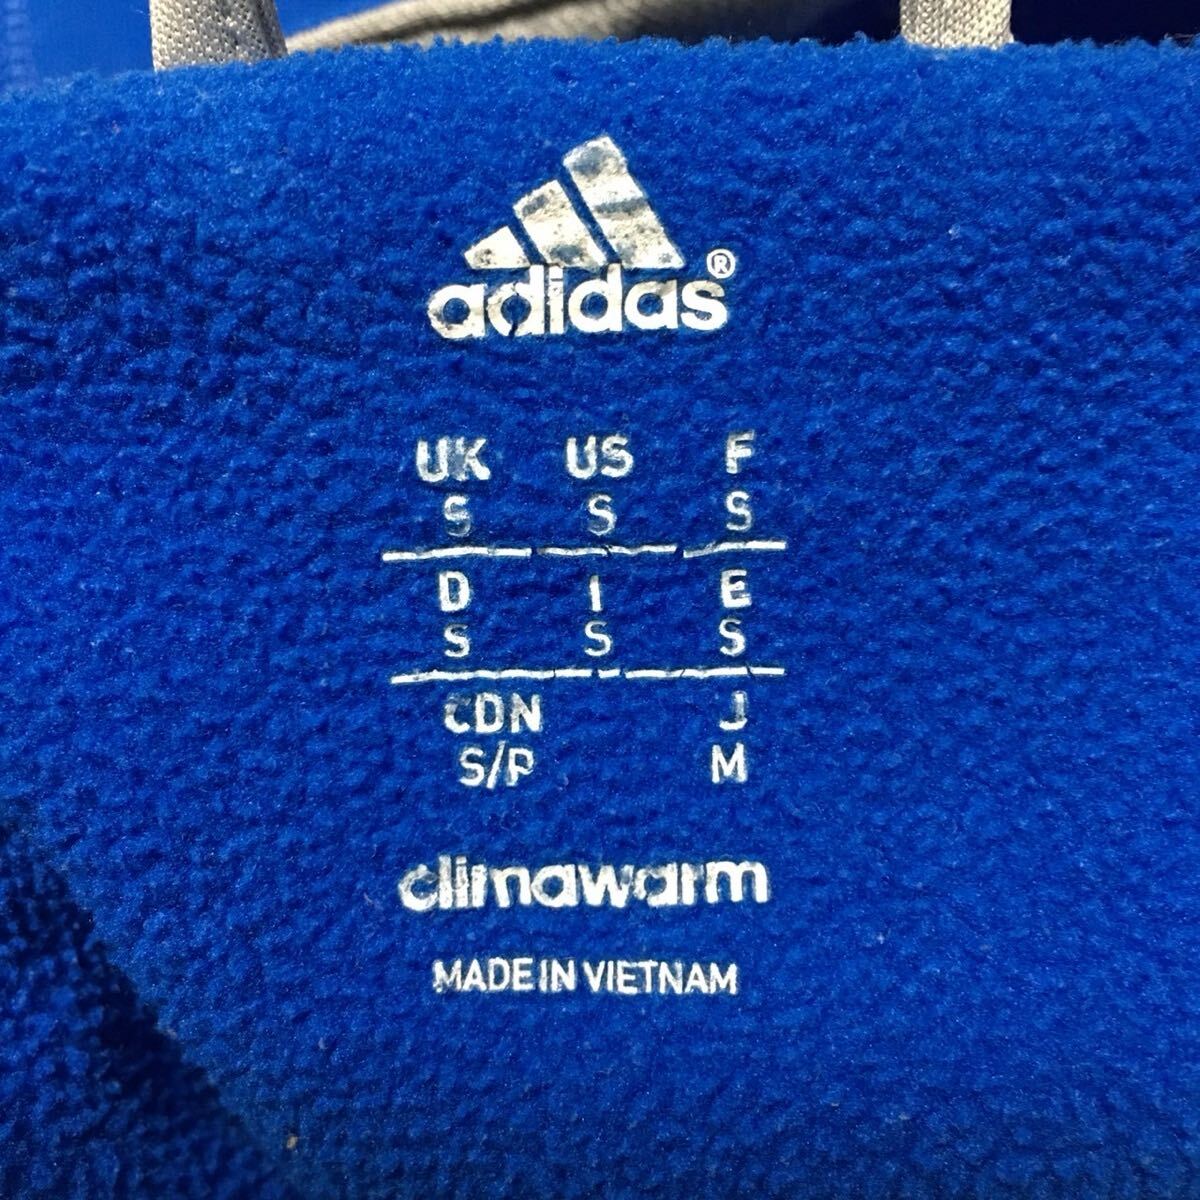 adidas®
UK US F
S S S
D I E
S S S
CDN J
S/P M
climawarm
MADE IN VIETNAM